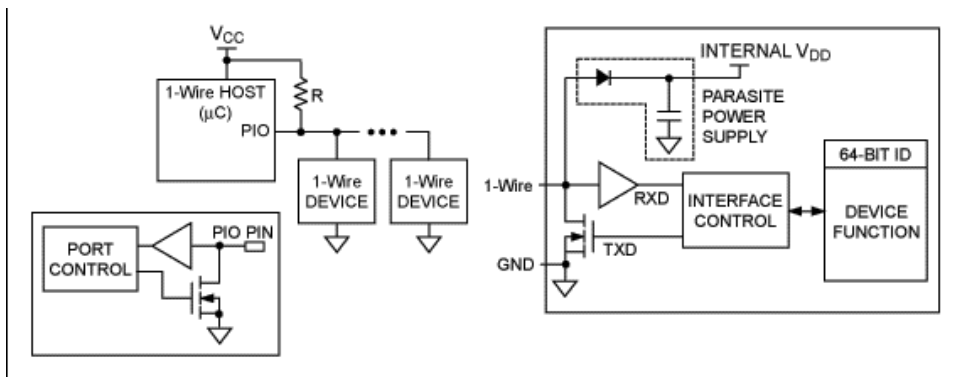 VCC
1-Wire HOST
(μC)
PIO
R
1-Wire
DEVICE
1-Wire
DEVICE
PORT
CONTROL
PIO PIN
INTERNAL VDD
PARASITE
POWER
SUPPLY
1-Wire
RXD
TXD
GND
INTERFACE
CONTROL
64-BIT ID
DEVICE
FUNCTION